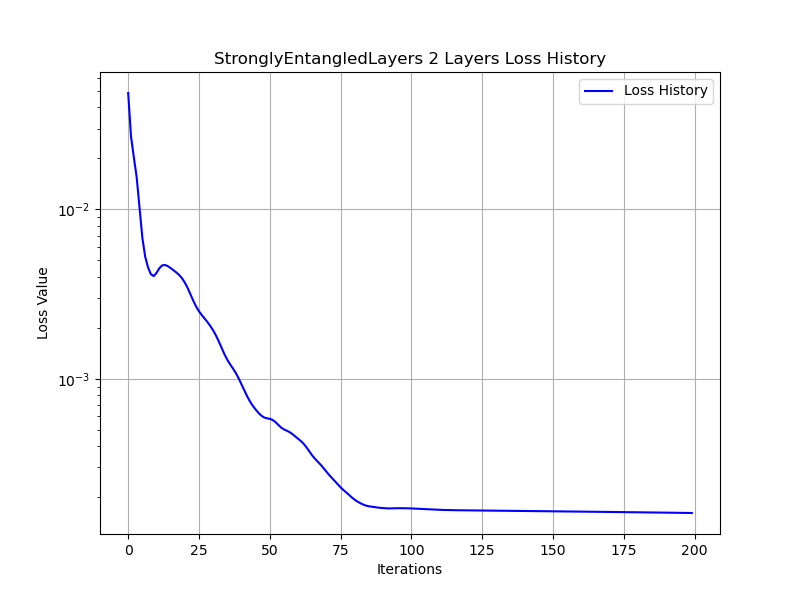 StronglyEntangledLayers 2 Layers Loss History
Loss History
10⁻²
10⁻³
Loss Value
0 25 50 75 100 125 150 175 200
Iterations